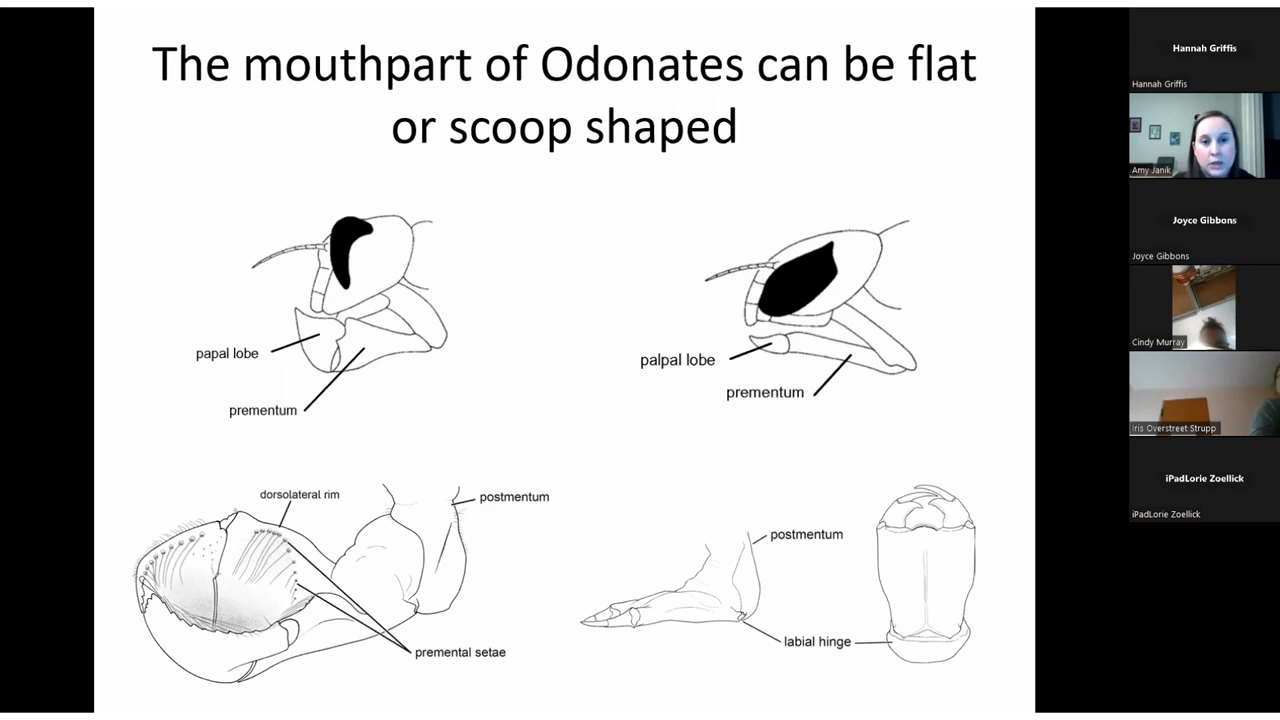 The mouthpart of Odonates can be flat
or scoop shaped
papal lobe
prementum
palpal lobe
prementum
dorsolateral rim
postmentum
premental setae
postmentum
labial hinge
Hannah Griffis
Hannah Griffis
Amy Janik
Joyce Gibbons
Joyce Gibbons
Cindy Murray
Iris Overstreet Strupp
iPadLorie Zoellick
iPadLorie Zoellick